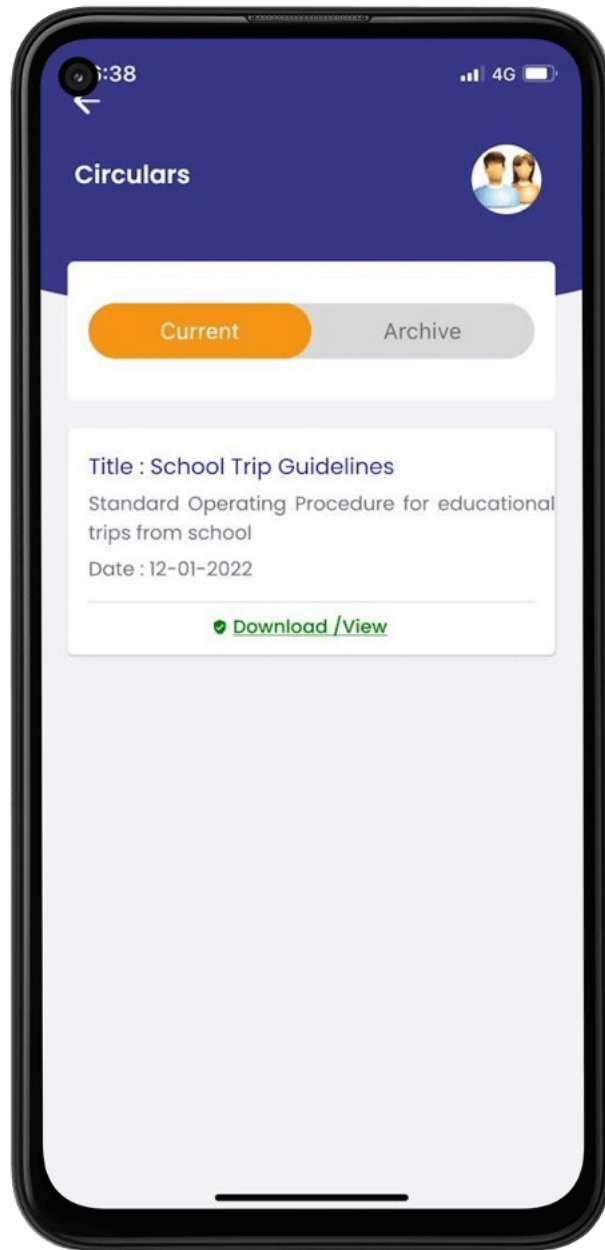 :38
4G
Circulars
Current
Archive
Title : School Trip Guidelines
Standard Operating Procedure for educational
trips from school
Date : 12-01-2022
Download /View